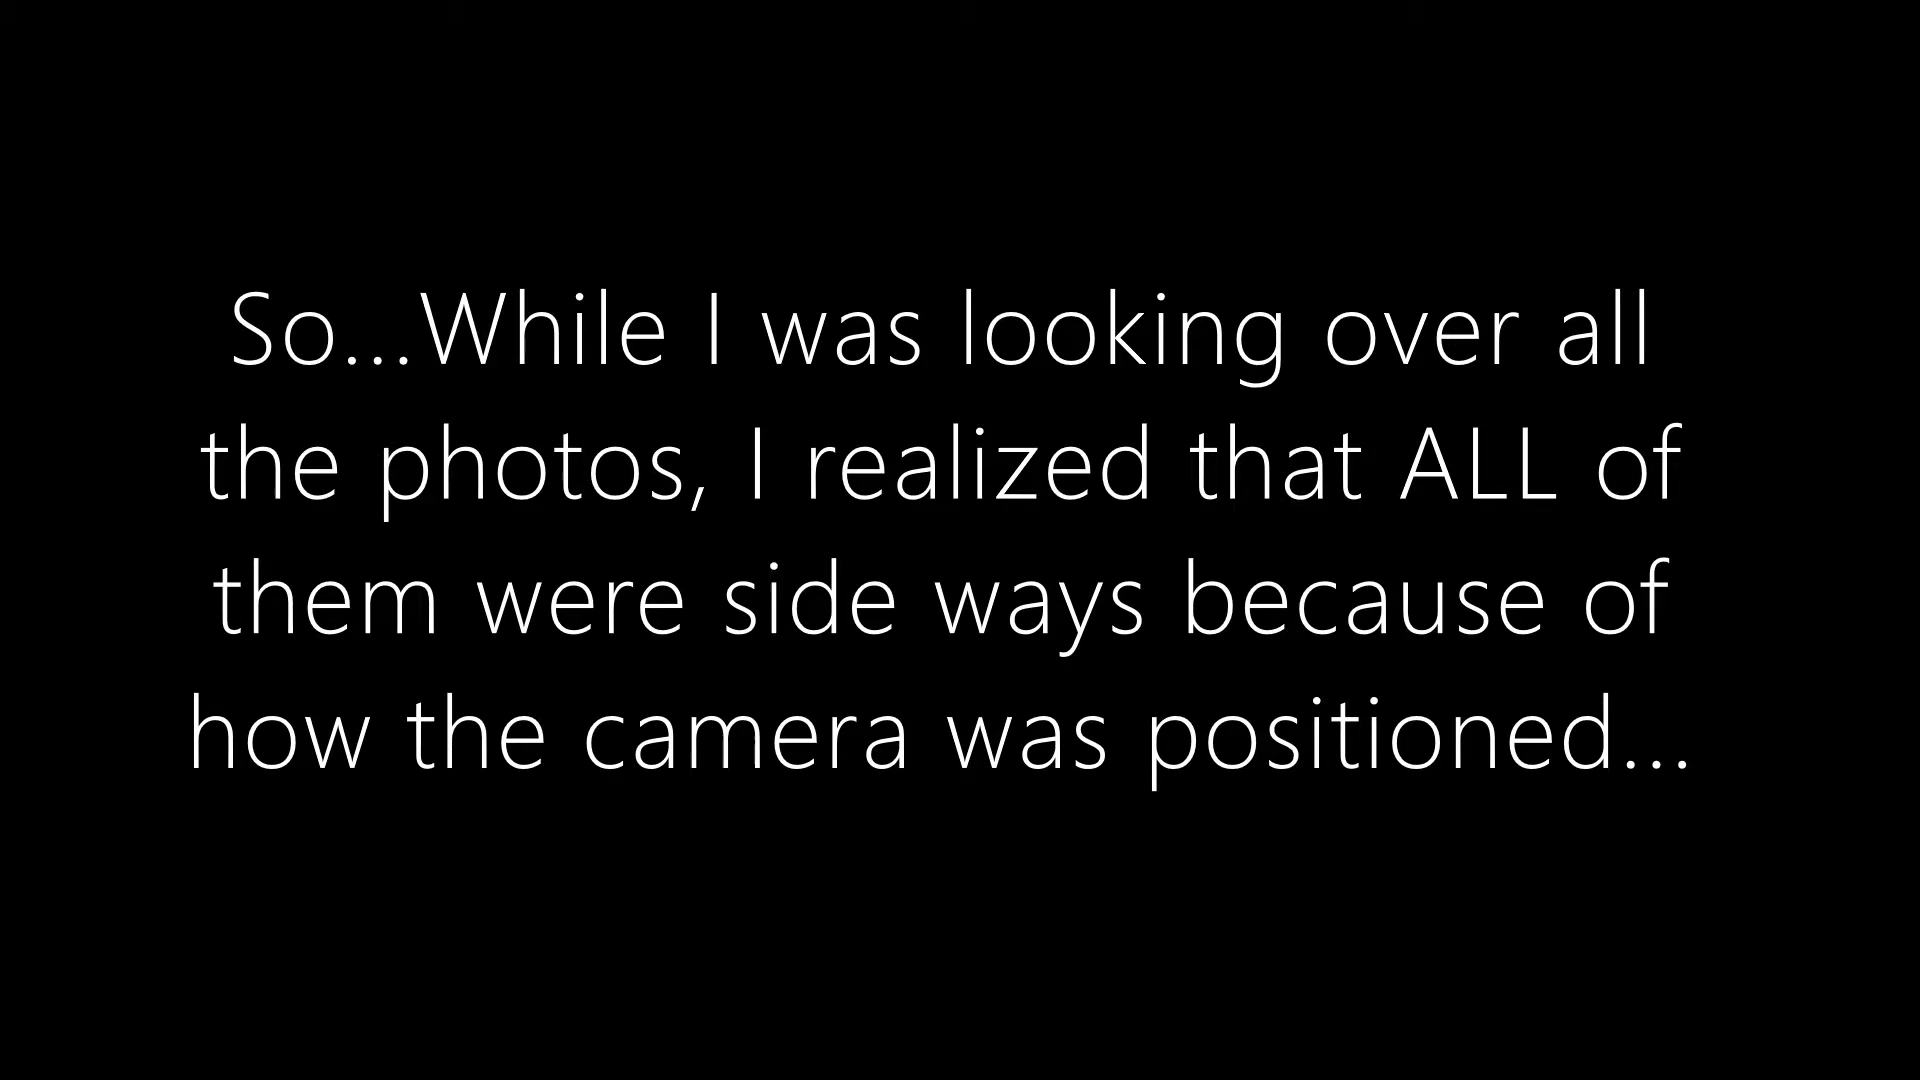 So...While I was looking over all
the photos, I realized that ALL of
them were side ways because of
how the camera was positioned...